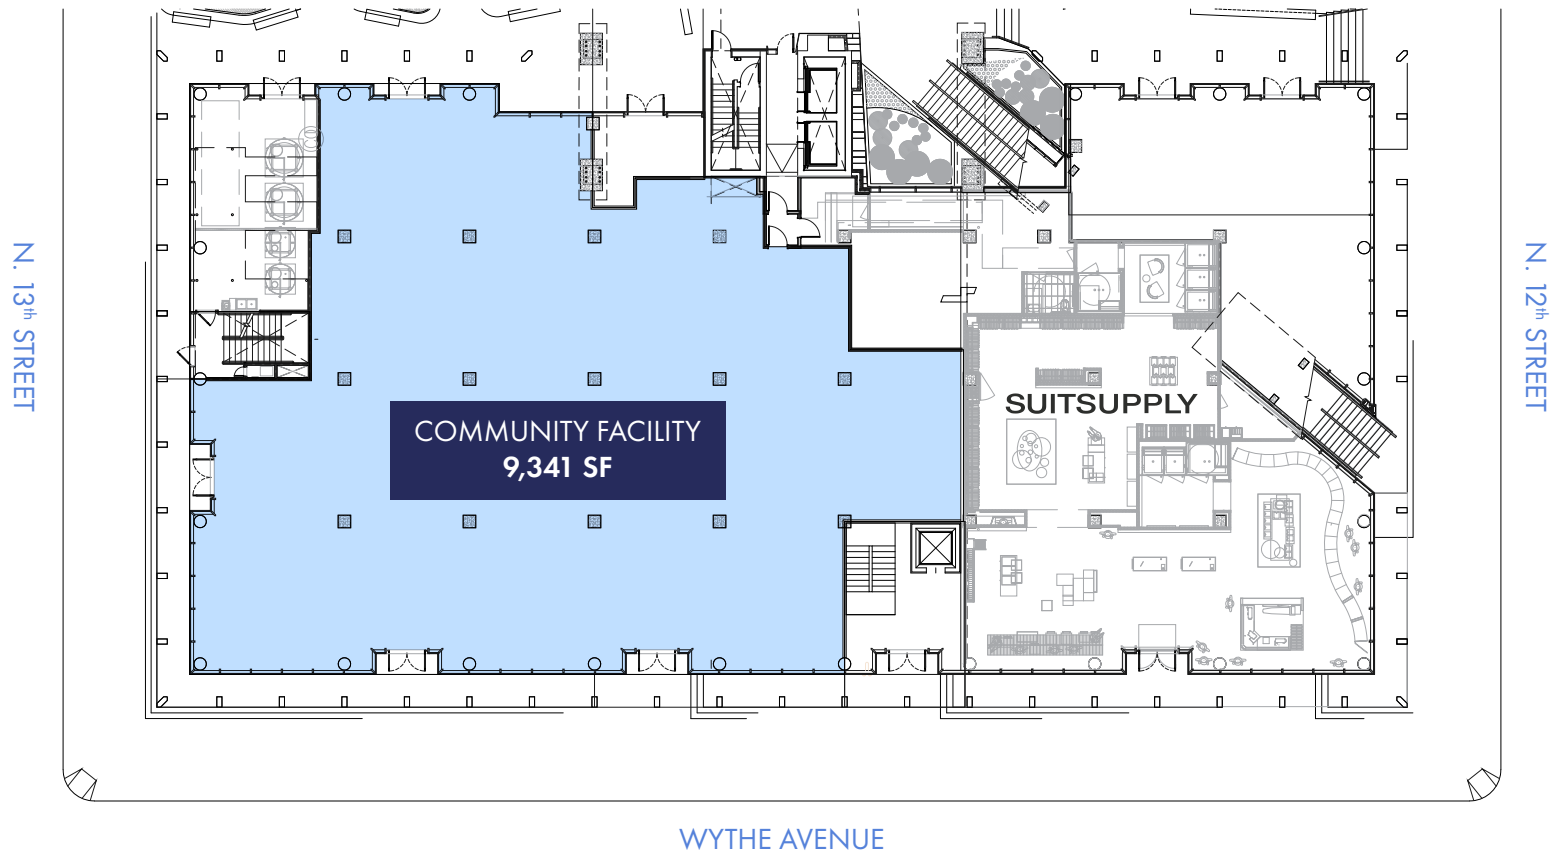 N. 13th STREET
COMMUNITY FACILITY
9,341 SF
SUITSUPPLY
N. 12th STREET
WYTHE AVENUE